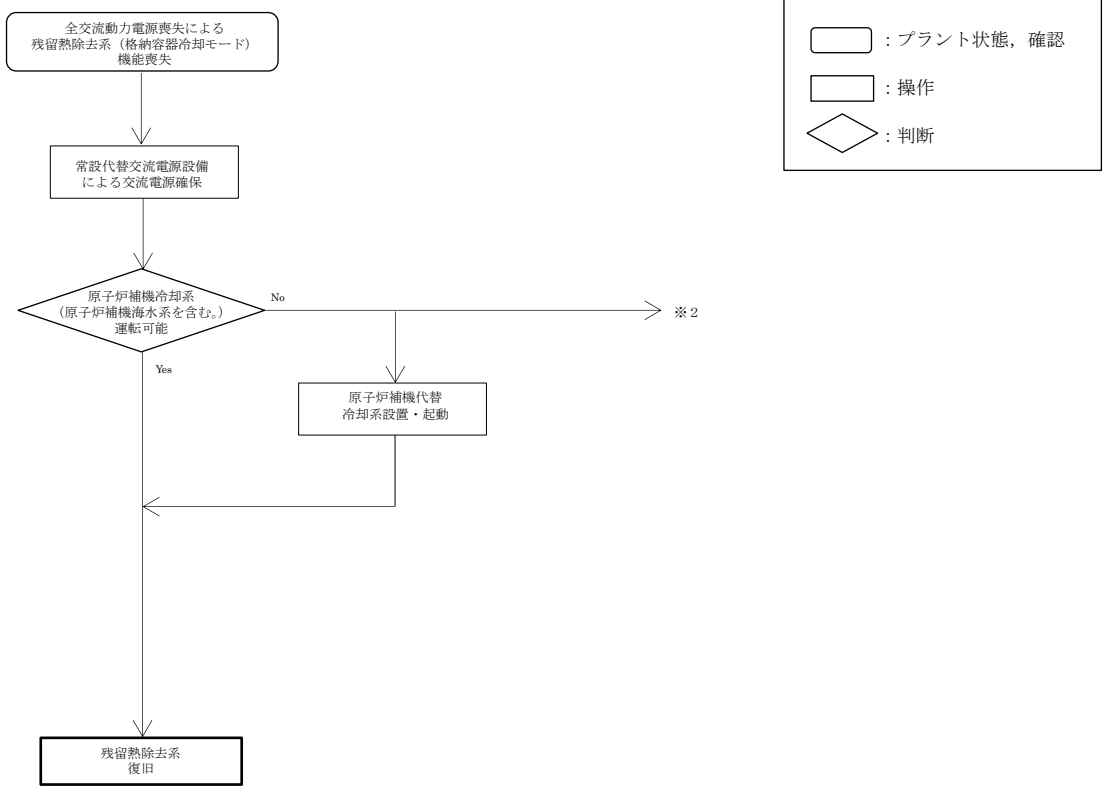 全交流動力電源喪失による
残留熱除去系（格納容器冷却モード）
機能喪失
：プラント状態，確認
：操作
：判断
常設代替交流電源設備
による交流電源確保
原子炉補機冷却系
（原子炉補機海水系を含む。）
運転可能
No
※２
Yes
原子炉補機代替
冷却系設置・起動
残留熱除去系
復旧